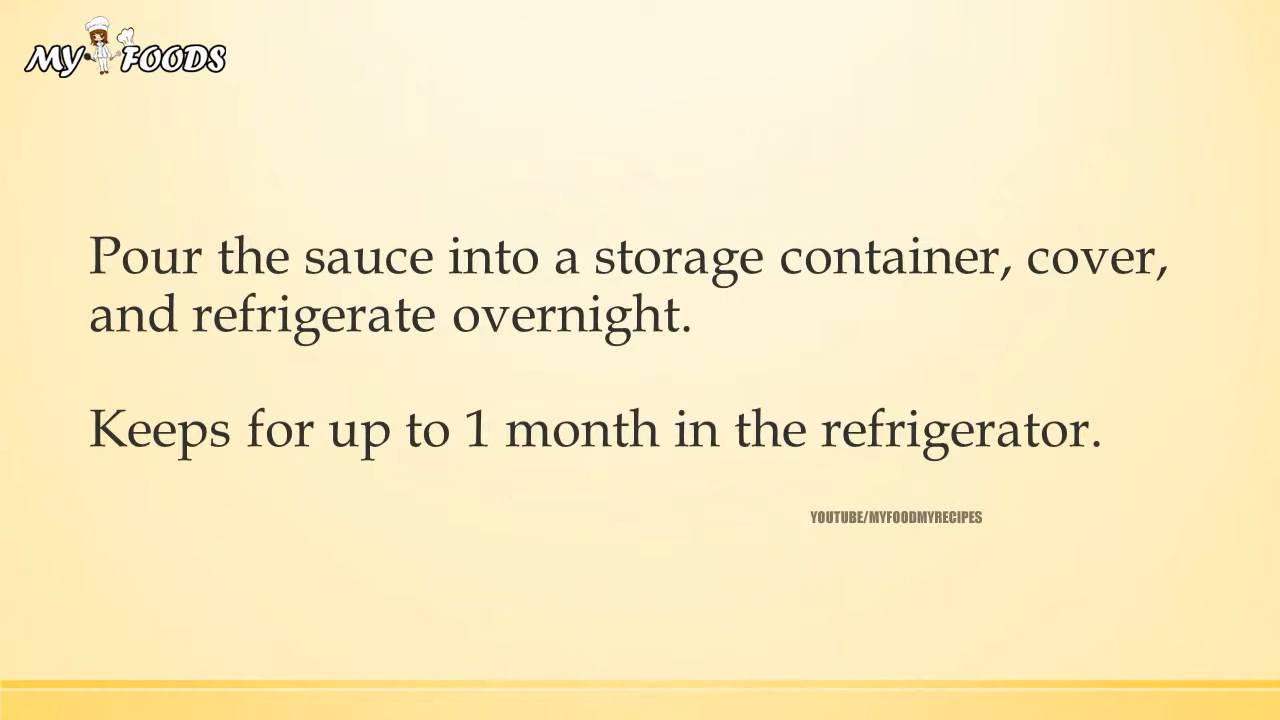 MY FOODS
Pour the sauce into a storage container, cover,
and refrigerate overnight.
Keeps for up to 1 month in the refrigerator.
YOUTUBE/MYFOODMYRECIPES